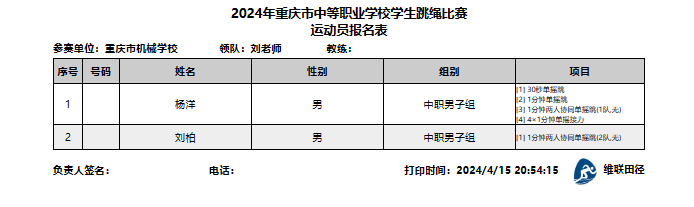 2024年重庆市中等职业学校学生跳绳比赛
运动员报名表
参赛单位：重庆市机械学校 领队：刘老师 教练：
序号 号码 姓名 性别 组别 项目
1 杨洋 男 中职男子组
[1] 30秒单摇跳
[2] 1分钟单摇跳
[3] 1分钟两人协同单摇跳(1队,无)
[4] 4×1分钟单摇接力
2 刘柏 男 中职男子组 [1] 1分钟两人协同单摇跳(2队,无)
负责人签名： 电话： 打印时间：2024/4/15 20:54:15 维联田径